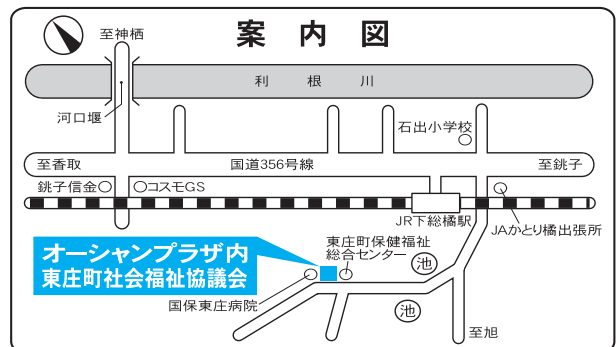 案内図
至神栖
利根川
河口堰
石出小学校
至香取
国道356号線
至銚子
銚子信金
コスモGS
JR下総橘駅
JAかとり橘出張所
オーシャンプラザ内
東庄町社会福祉協議会
東庄町保健福祉
総合センター
池
国保東庄病院
池
至旭